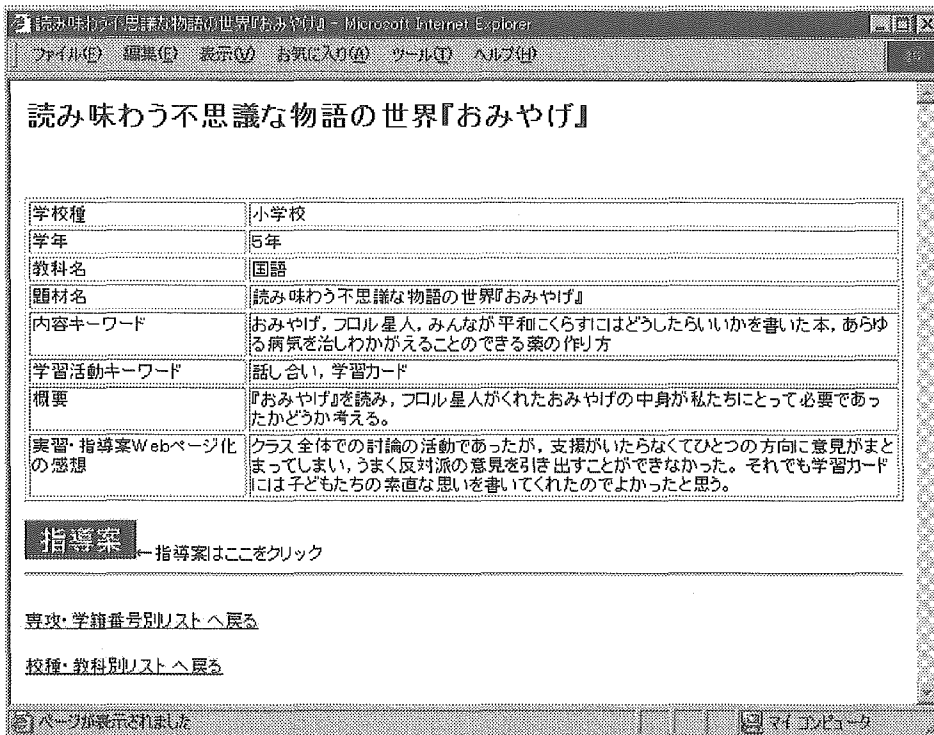 読み味わう不思議な物語の世界『おみやげ』 - Microsoft Internet Explorer
ファイル(F) 編集(E) 表示(V) お気に入り(A) ツール(T) ヘルプ(H)
読み味わう不思議な物語の世界『おみやげ』
学校種 小学校
学年 5年
教科名 国語
題材名 読み味わう不思議な物語の世界『おみやげ』
内容キーワード おみやげ, フロル星人, みんなが平和にくらすにはどうしたらいいかを書いた本, あらゆ
る病気を治しわかがえることのできる薬の作り方
学習活動キーワード 話し合い, 学習カード
概要 『おみやげ』を読み, フロル星人がくれたおみやげの中身が私たちにとって必要であっ
たかどうか考える。
実習・指導案Webページ化 クラス全体での討論の活動であったが, 支援がいたらなくてひとつの方向に意見がまと
の感想 まってしまい, うまく反対派の意見を引き出すことができなかった。それでも学習カード
には子どもたちの素直な思いを書いてくれたのでよかったと思う。
指導案 ←指導案はここをクリック
専攻・学籍番号別リスト へ戻る
校種・教科別リスト へ戻る
ページが表示されました マイ コンピュータ